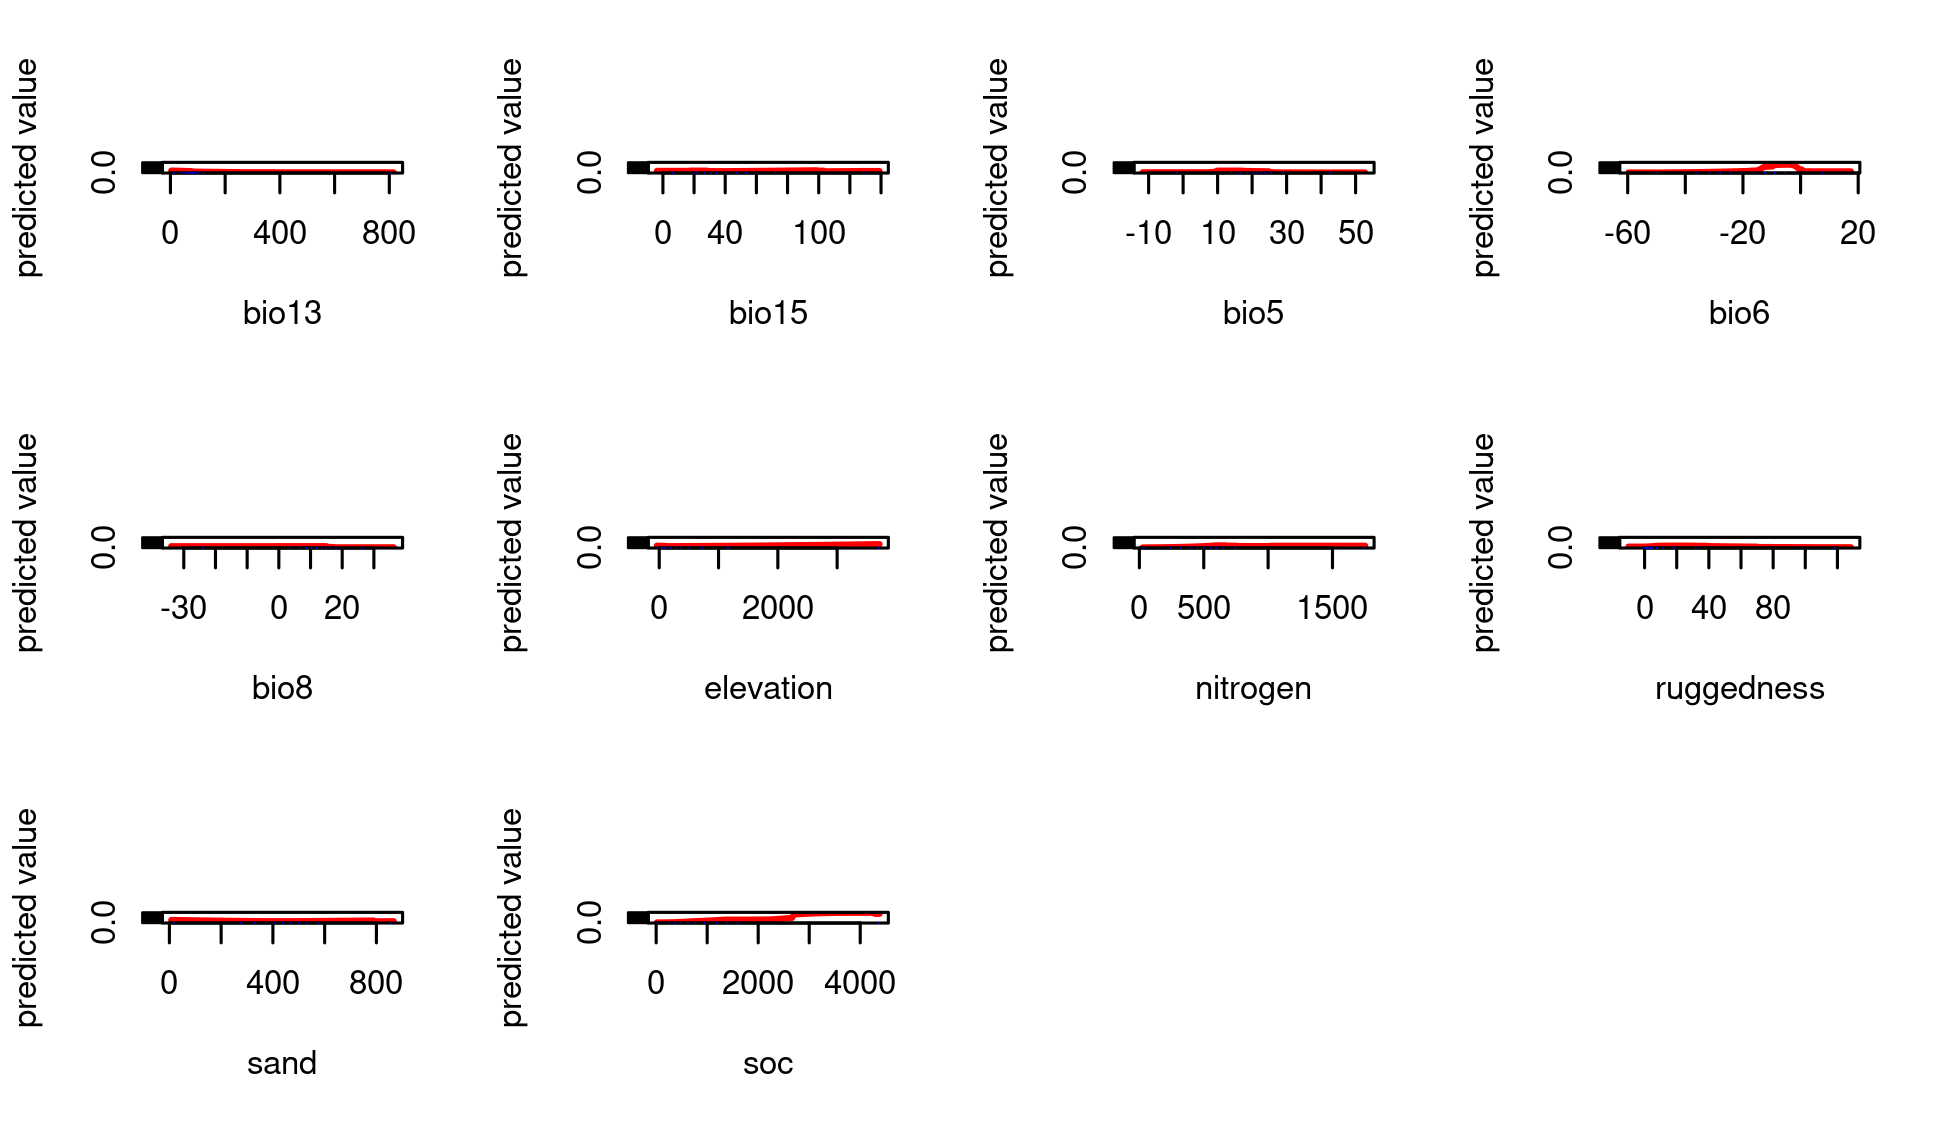 predicted value
0.0
0 400 800
bio13
predicted value
0.0
0 40 100
bio15
predicted value
0.0
-10 10 30 50
bio5
predicted value
0.0
-60 -20 20
bio6
predicted value
0.0
-30 0 20
bio8
predicted value
0.0
0 2000
elevation
predicted value
0.0
0 500 1500
nitrogen
predicted value
0.0
0 40 80
ruggedness
predicted value
0.0
0 400 800
sand
predicted value
0.0
0 2000 4000
soc